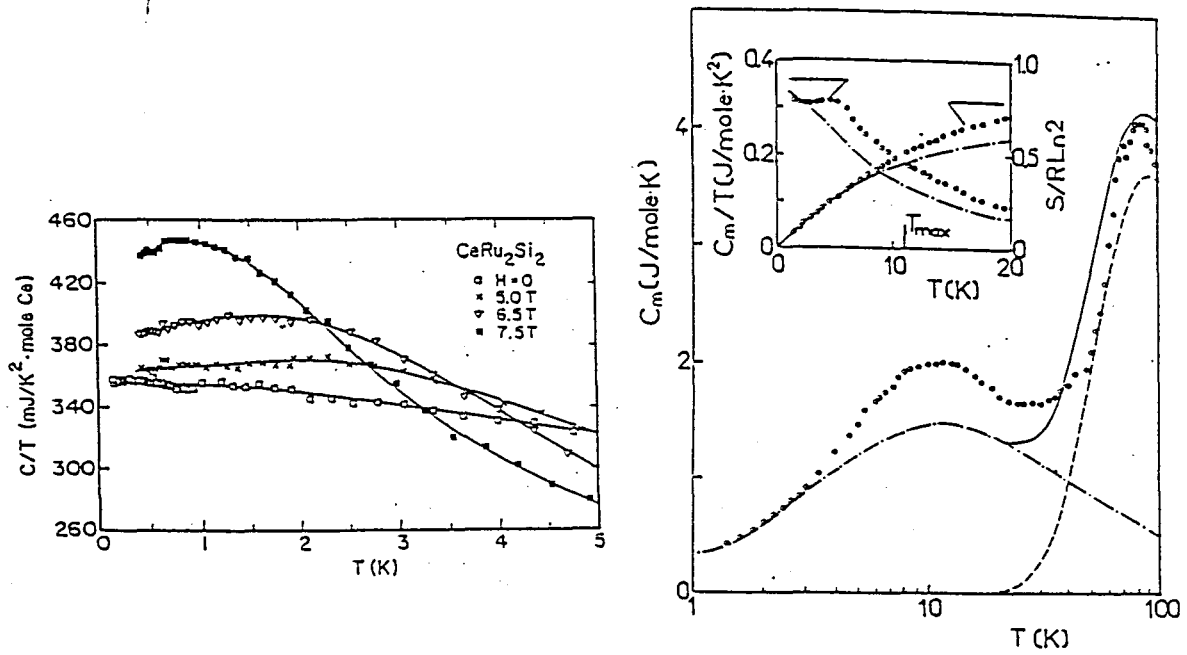 460
420
380
340
300
260
C/T (mJ/K²·mole Ce)
CeRu₂Si₂
H=0
5.0 T
6.5 T
7.5 T
0 1 2 3 4 5
T (K)
4
2
0
Cm (J/mole·K)
0.4
0.2
0
Cm/T (J/mole·K²)
1.0
0.5
0
S/RLn2
Tmax
0 10 20
T(K)
1 10 100
T(K)